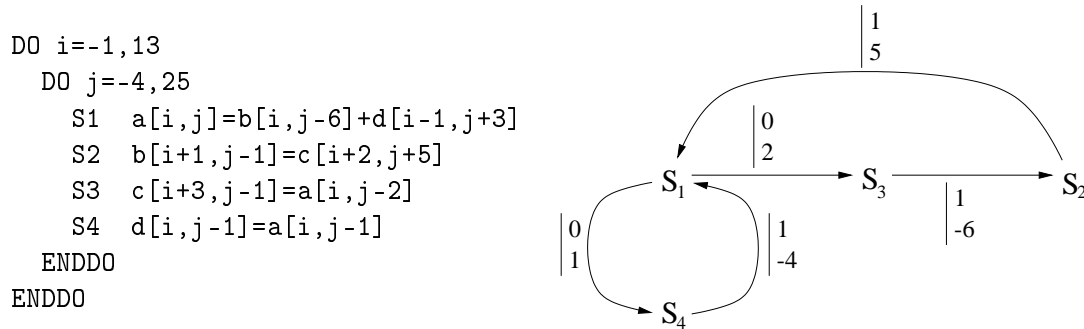 DO i=-1,13
DO j=-4,25
S1 a[i,j]=b[i,j-6]+d[i-1,j+3]
S2 b[i+1,j-1]=c[i+2,j+5]
S3 c[i+3,j-1]=a[i,j-2]
S4 d[i,j-1]=a[i,j-1]
ENDDO
ENDDO
1
5
0
2
S1
S3
S2
1
-6
0
1
1
-4
S4